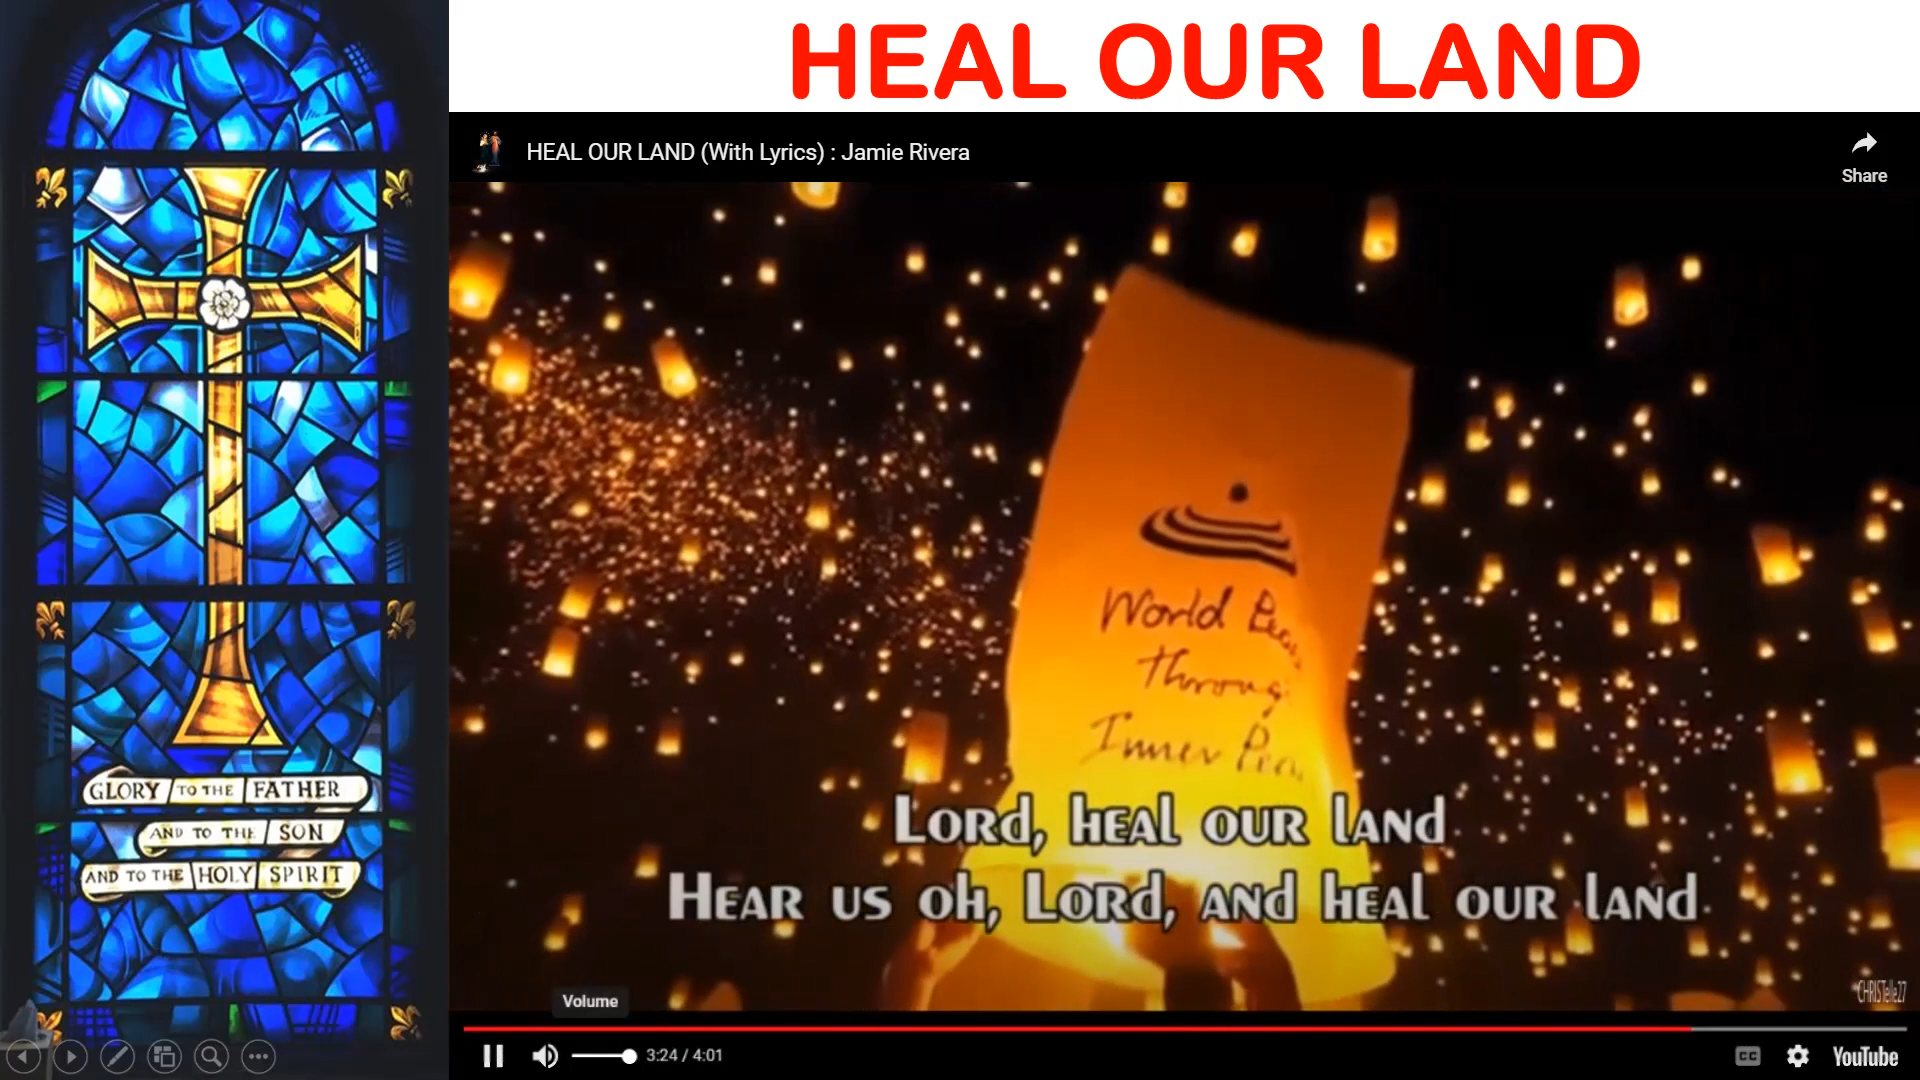 HEAL OUR LAND
HEAL OUR LAND (With Lyrics) : Jamie Rivera
Share
World
Inner
Lord, heal our land
Hear us oh, Lord, and heal our land
GLORY TO THE FATHER
AND TO THE SON
AND TO THE HOLY SPIRIT
CHRISTelle27
Volume
3:24 / 4:01
CC
YouTube